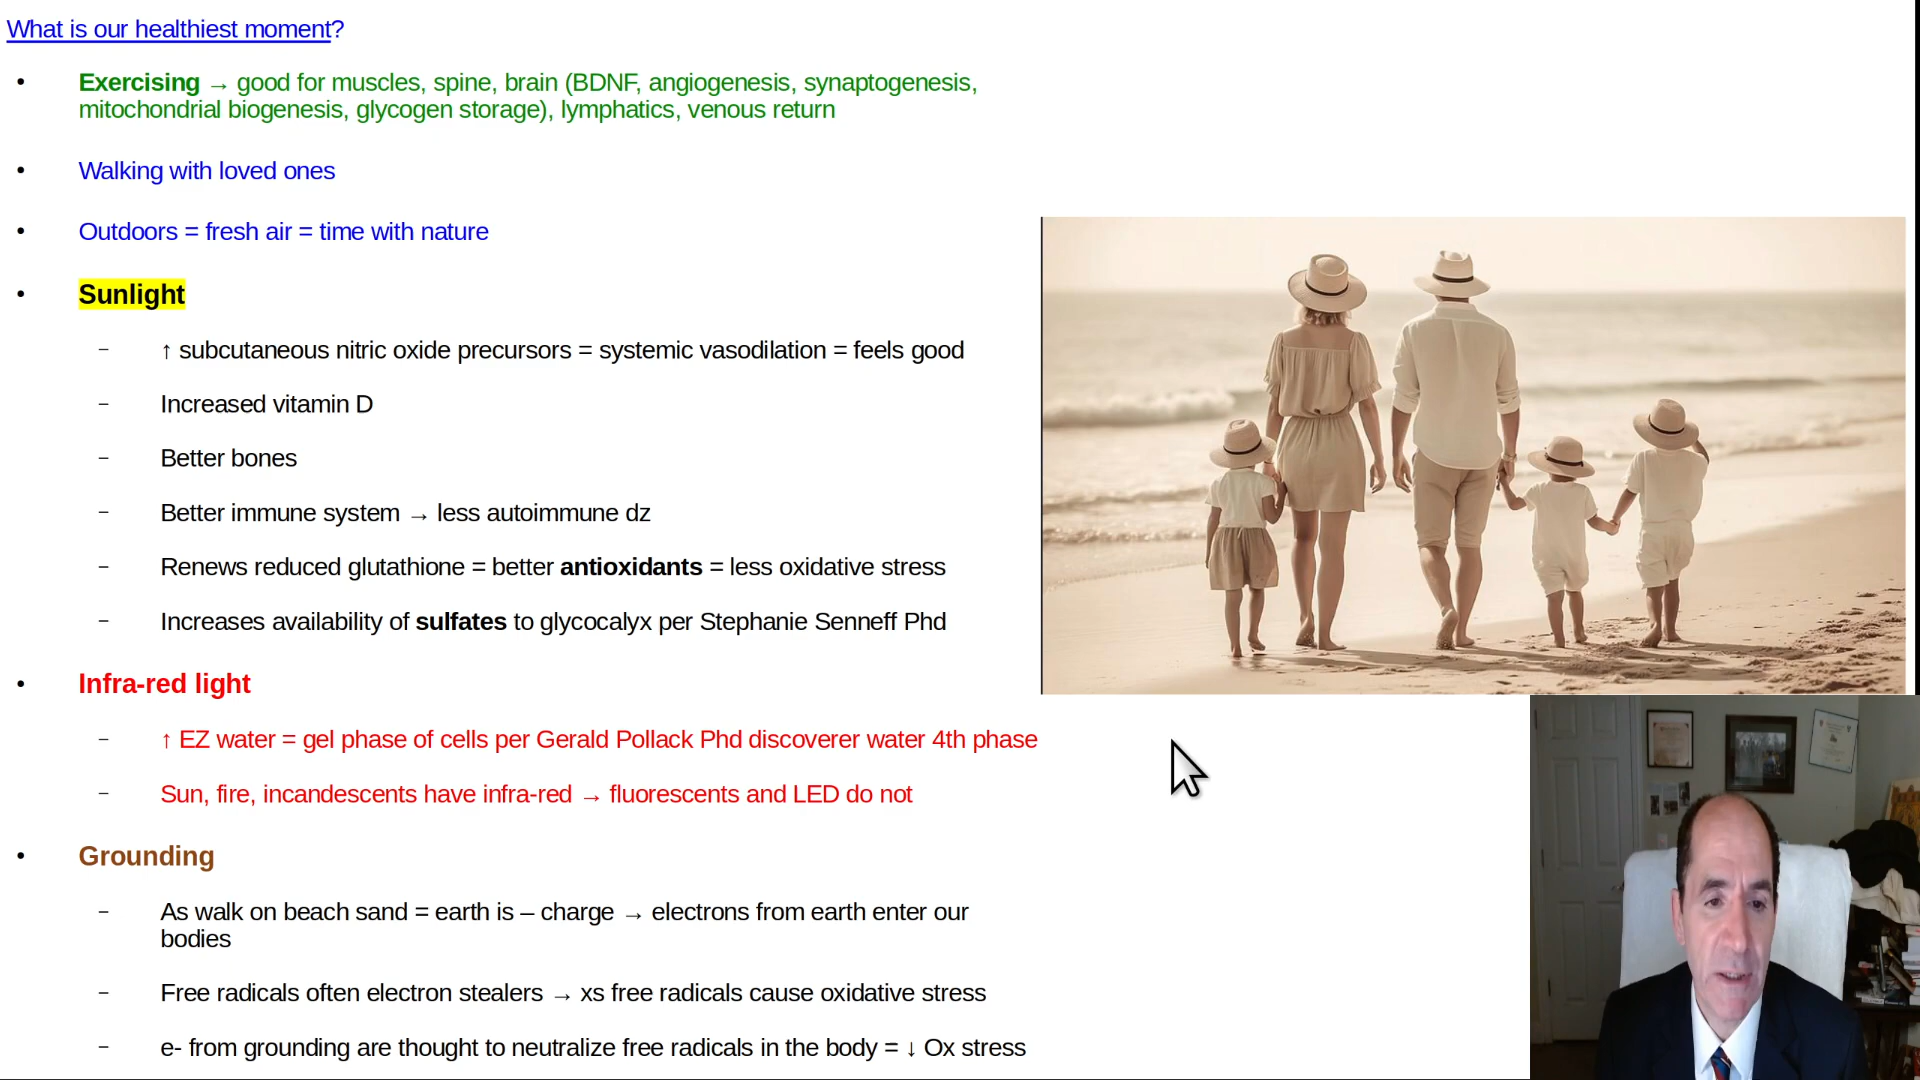 What is our healthiest moment?
• Exercising → good for muscles, spine, brain (BDNF, angiogenesis, synaptogenesis,
mitochondrial biogenesis, glycogen storage), lymphatics, venous return
• Walking with loved ones
• Outdoors = fresh air = time with nature
• Sunlight
– ↑ subcutaneous nitric oxide precursors = systemic vasodilation = feels good
– Increased vitamin D
– Better bones
– Better immune system → less autoimmune dz
– Renews reduced glutathione = better antioxidants = less oxidative stress
– Increases availability of sulfates to glycocalyx per Stephanie Senneff Phd
• Infra-red light
– ↑ EZ water = gel phase of cells per Gerald Pollack Phd discoverer water 4th phase
– Sun, fire, incandescents have infra-red → fluorescents and LED do not
• Grounding
– As walk on beach sand = earth is – charge → electrons from earth enter our
bodies
– Free radicals often electron stealers → xs free radicals cause oxidative stress
– e- from grounding are thought to neutralize free radicals in the body = ↓ Ox stress